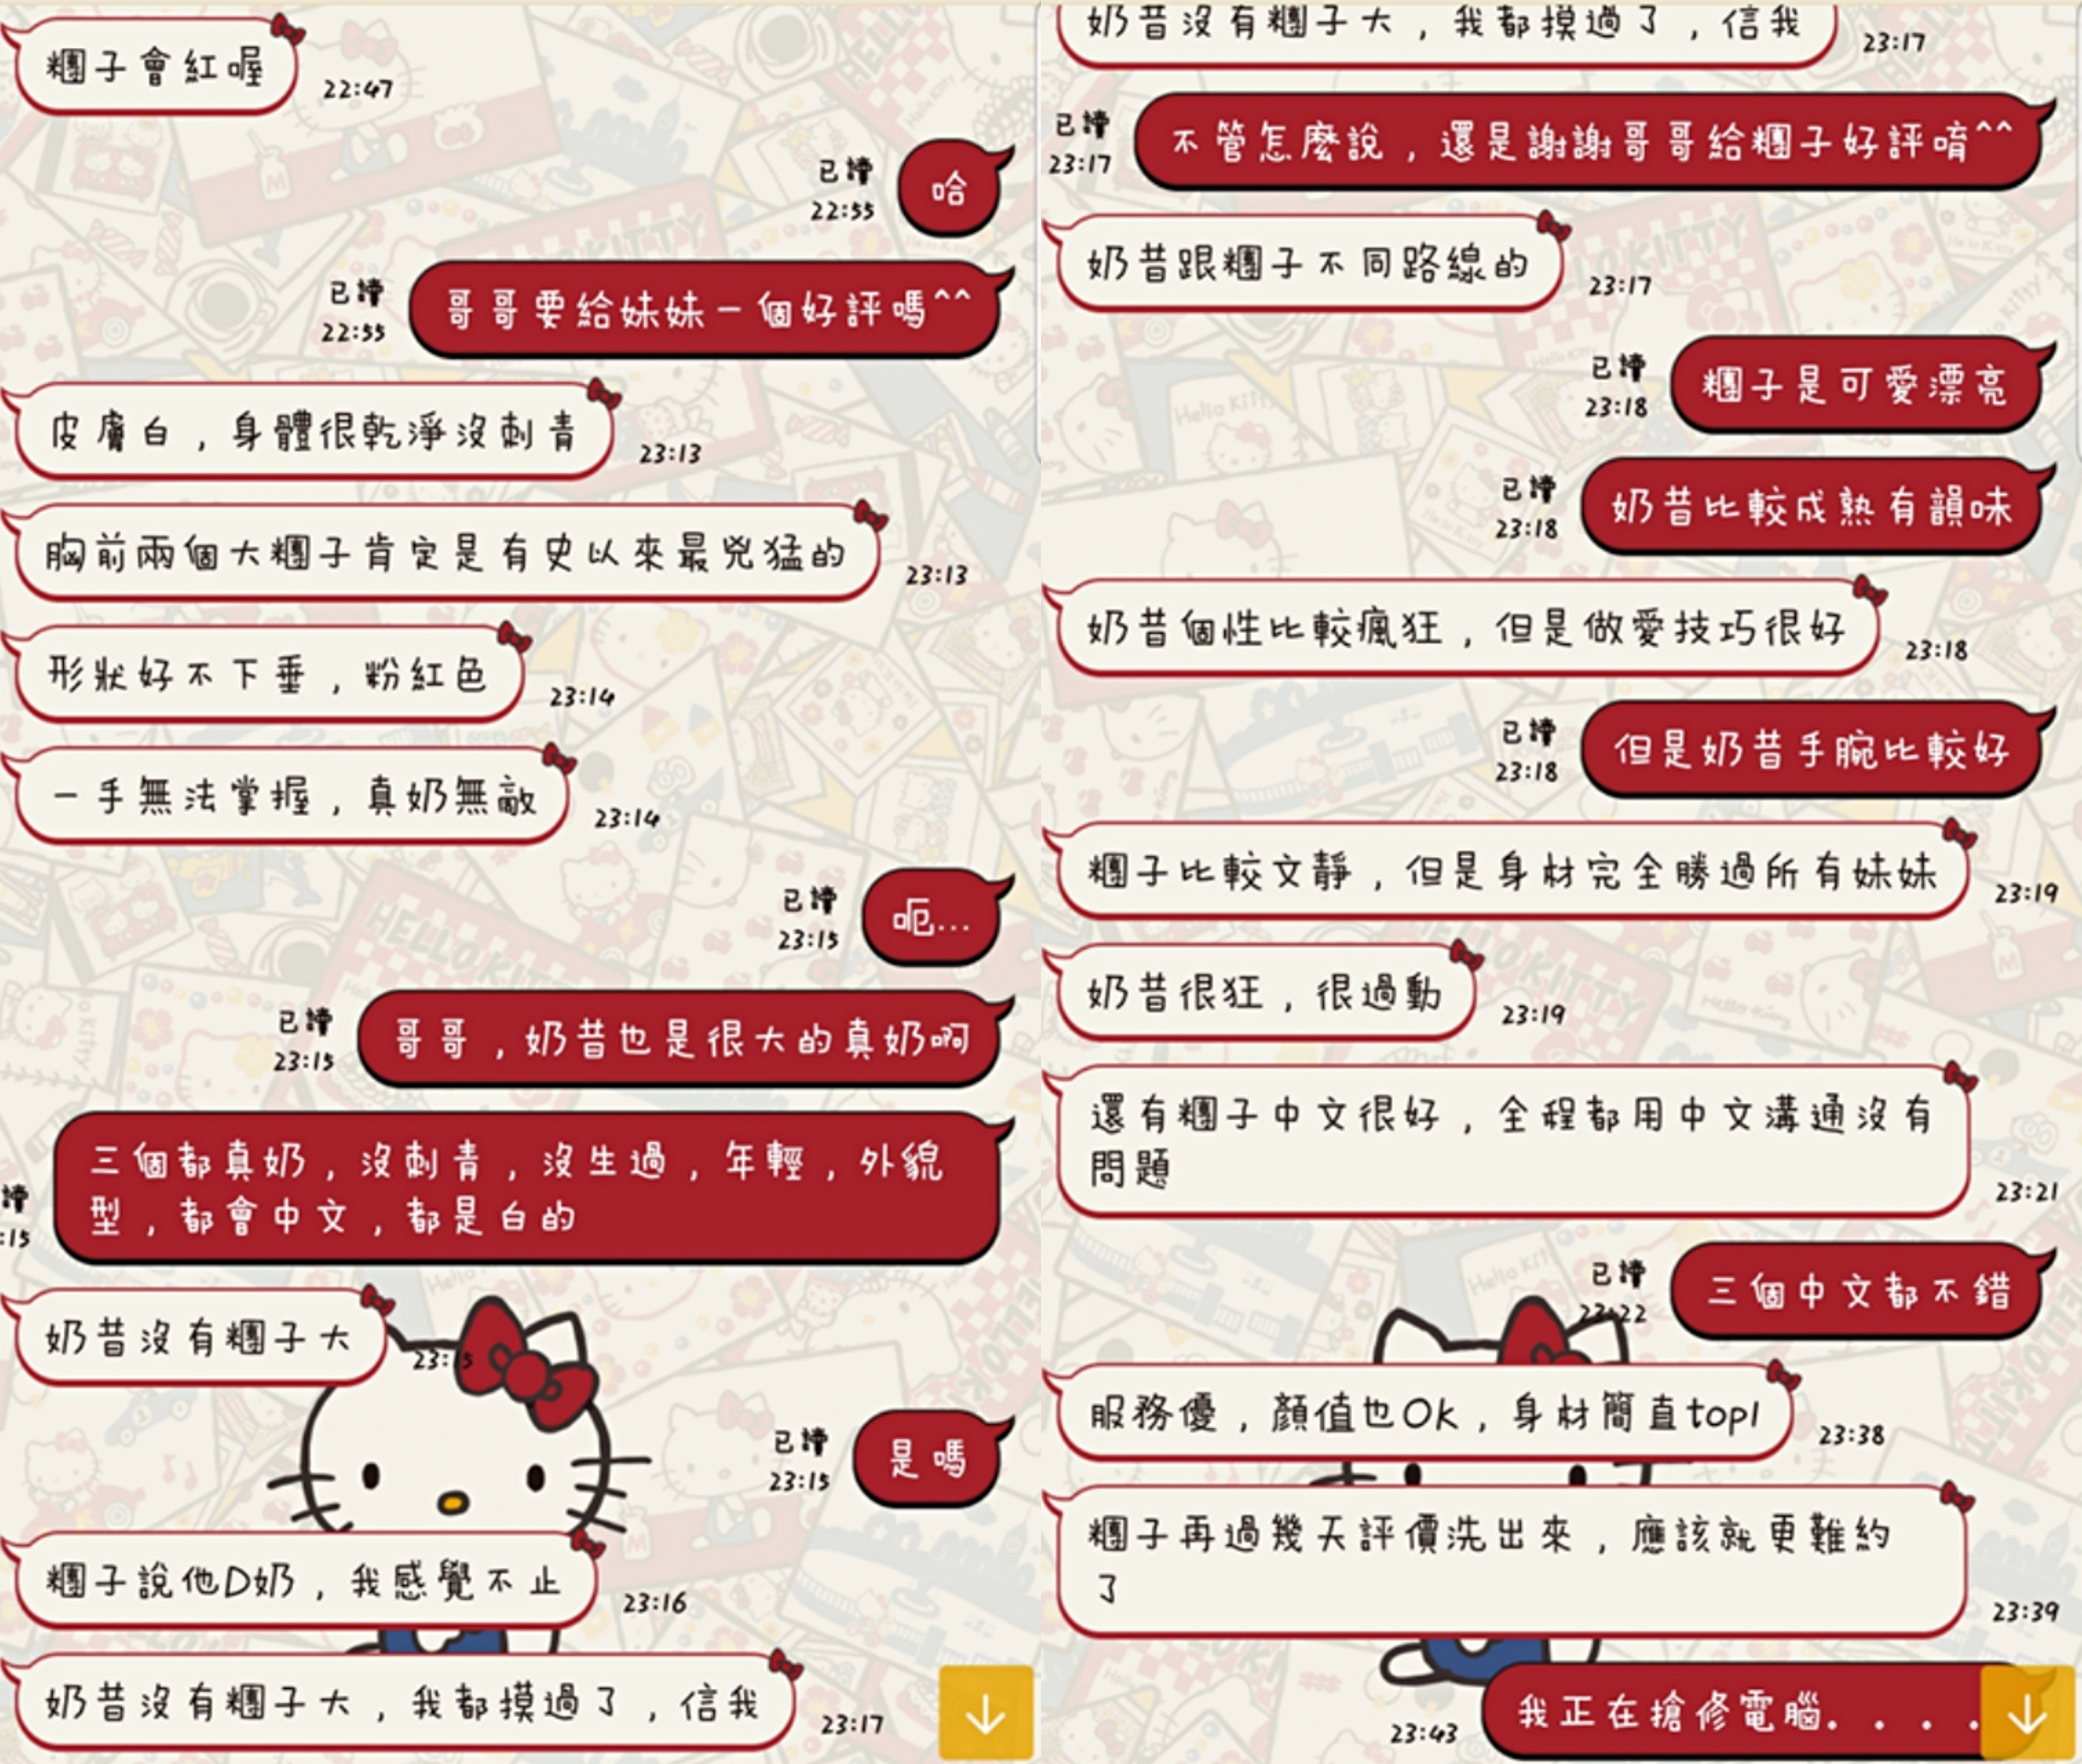 糰子會紅喔
22:47
已讀
22:55
哈
已讀
22:55
哥哥要給妹妹一個好評嗎^^
皮膚白，身體很乾淨沒刺青
23:13
胸前兩個大糰子肯定是有史以來最兇猛的
23:13
形狀好不下垂，粉紅色
23:14
一手無法掌握，真奶無敵
23:14
已讀
23:15
呃...
已讀
23:15
哥哥，奶昔也是很大的真奶啊
三個都真奶，沒刺青，沒生過，年輕，外貌
型，都會中文，都是白的
讀
:15
奶昔沒有糰子大
23:15
已讀
23:15
是嗎
糰子說他D奶，我感覺不止
23:16
奶昔沒有糰子大，我都摸過了，信我
23:17
奶昔沒有糰子大，我都摸過了，信我
23:17
已讀
23:17
不管怎麼說，還是謝謝哥哥給糰子好評唷^^
奶昔跟糰子不同路線的
23:17
已讀
23:18
糰子是可愛漂亮
已讀
23:18
奶昔比較成熟有韻味
奶昔個性比較瘋狂，但是做愛技巧很好
23:18
已讀
23:18
但是奶昔手腕比較好
糰子比較文靜，但是身材完全勝過所有妹妹
23:19
奶昔很狂，很過動
23:19
還有糰子中文很好，全程都用中文溝通沒有
問題
23:21
已讀
23:22
三個中文都不錯
服務優，顏值也Ok，身材簡直top1
23:38
糰子再過幾天評價洗出來，應該就更難約
了
23:39
23:43
我正在搶修電腦....